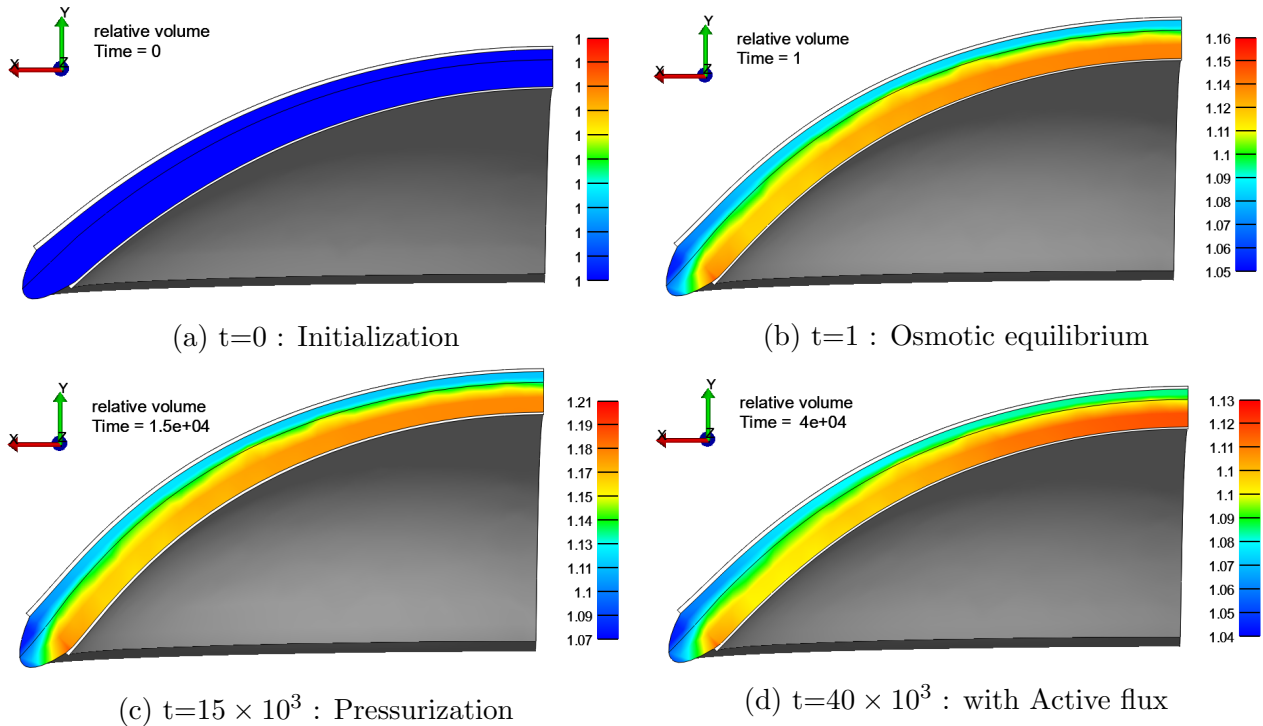 Y
X
Z
relative volume
Time = 0
1
1
1
1
1
1
1
1
1
1
1
(a) t=0 : Initialization
Y
X
Z
relative volume
Time = 1
1.16
1.15
1.14
1.13
1.12
1.11
1.1
1.09
1.08
1.07
1.06
1.05
(b) t=1 : Osmotic equilibrium
Y
X
Z
relative volume
Time = 1.5e+04
1.21
1.2
1.18
1.17
1.15
1.14
1.13
1.11
1.1
1.09
1.07
(c) t=15 × 10³ : Pressurization
Y
X
Z
relative volume
Time = 4e+04
1.13
1.12
1.12
1.11
1.1
1.09
1.08
1.07
1.06
1.05
1.04
(d) t=40 × 10³ : with Active flux